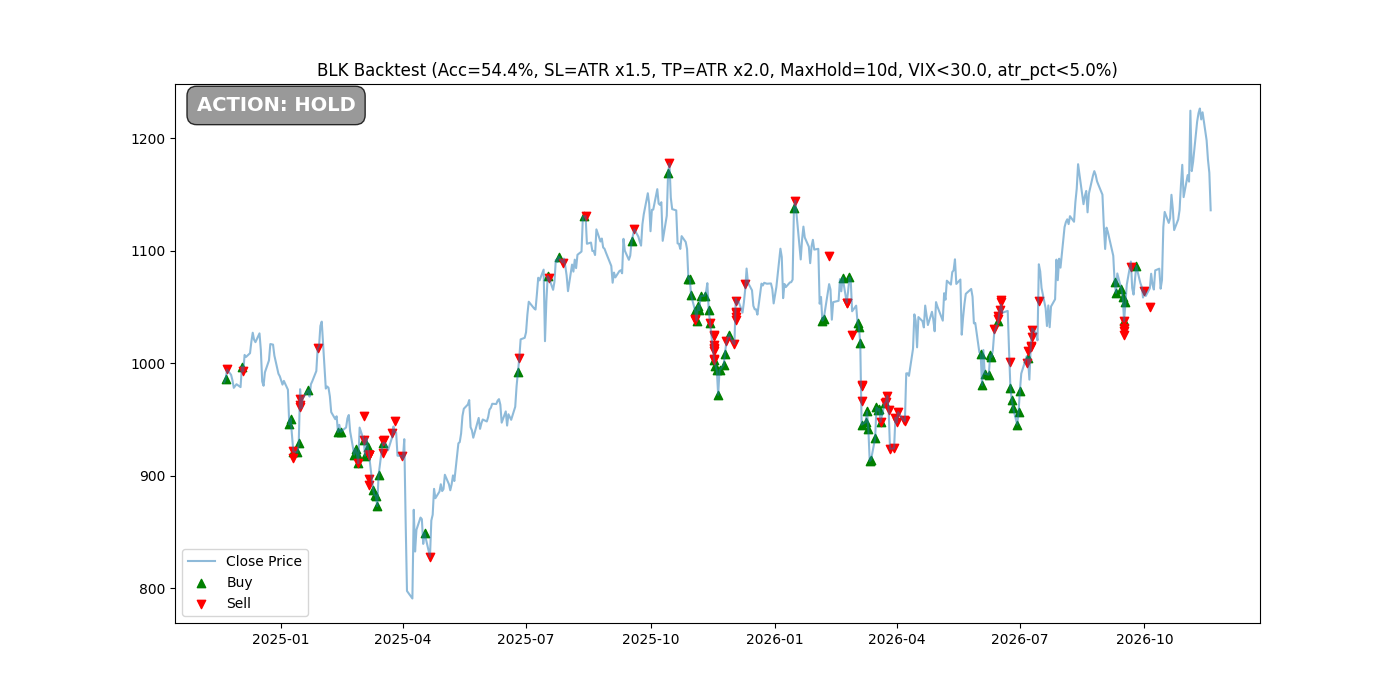 BLK Backtest (Acc=54.4%, SL=ATR x1.5, TP=ATR x2.0, MaxHold=10d, VIX<30.0, atr_pct<5.0%)
ACTION: HOLD
1200
1100
1000
900
800
Close Price
Buy
Sell
2025-01 2025-04 2025-07 2025-10 2026-01 2026-04 2026-07 2026-10